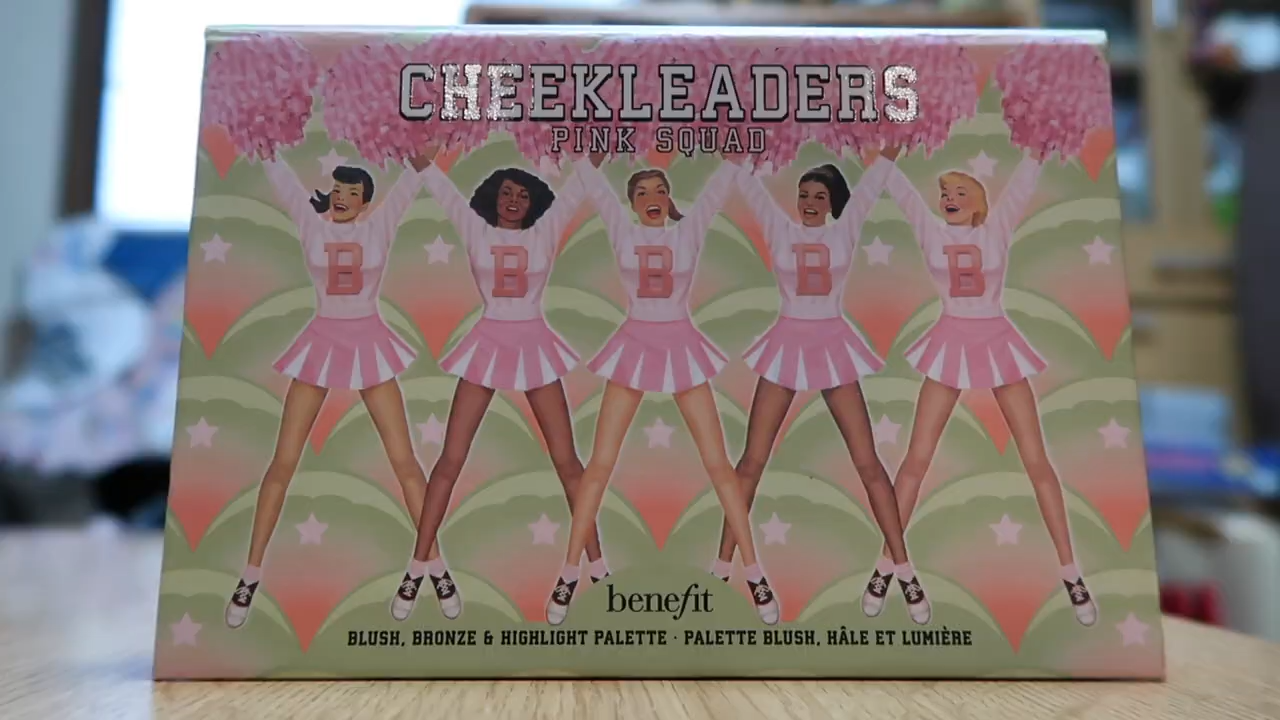 CHEEKLEADERS
PINK SQUAD
B B B B B
benefit
BLUSH, BRONZE & HIGHLIGHT PALETTE · PALETTE BLUSH, HÂLE ET LUMIÈRE